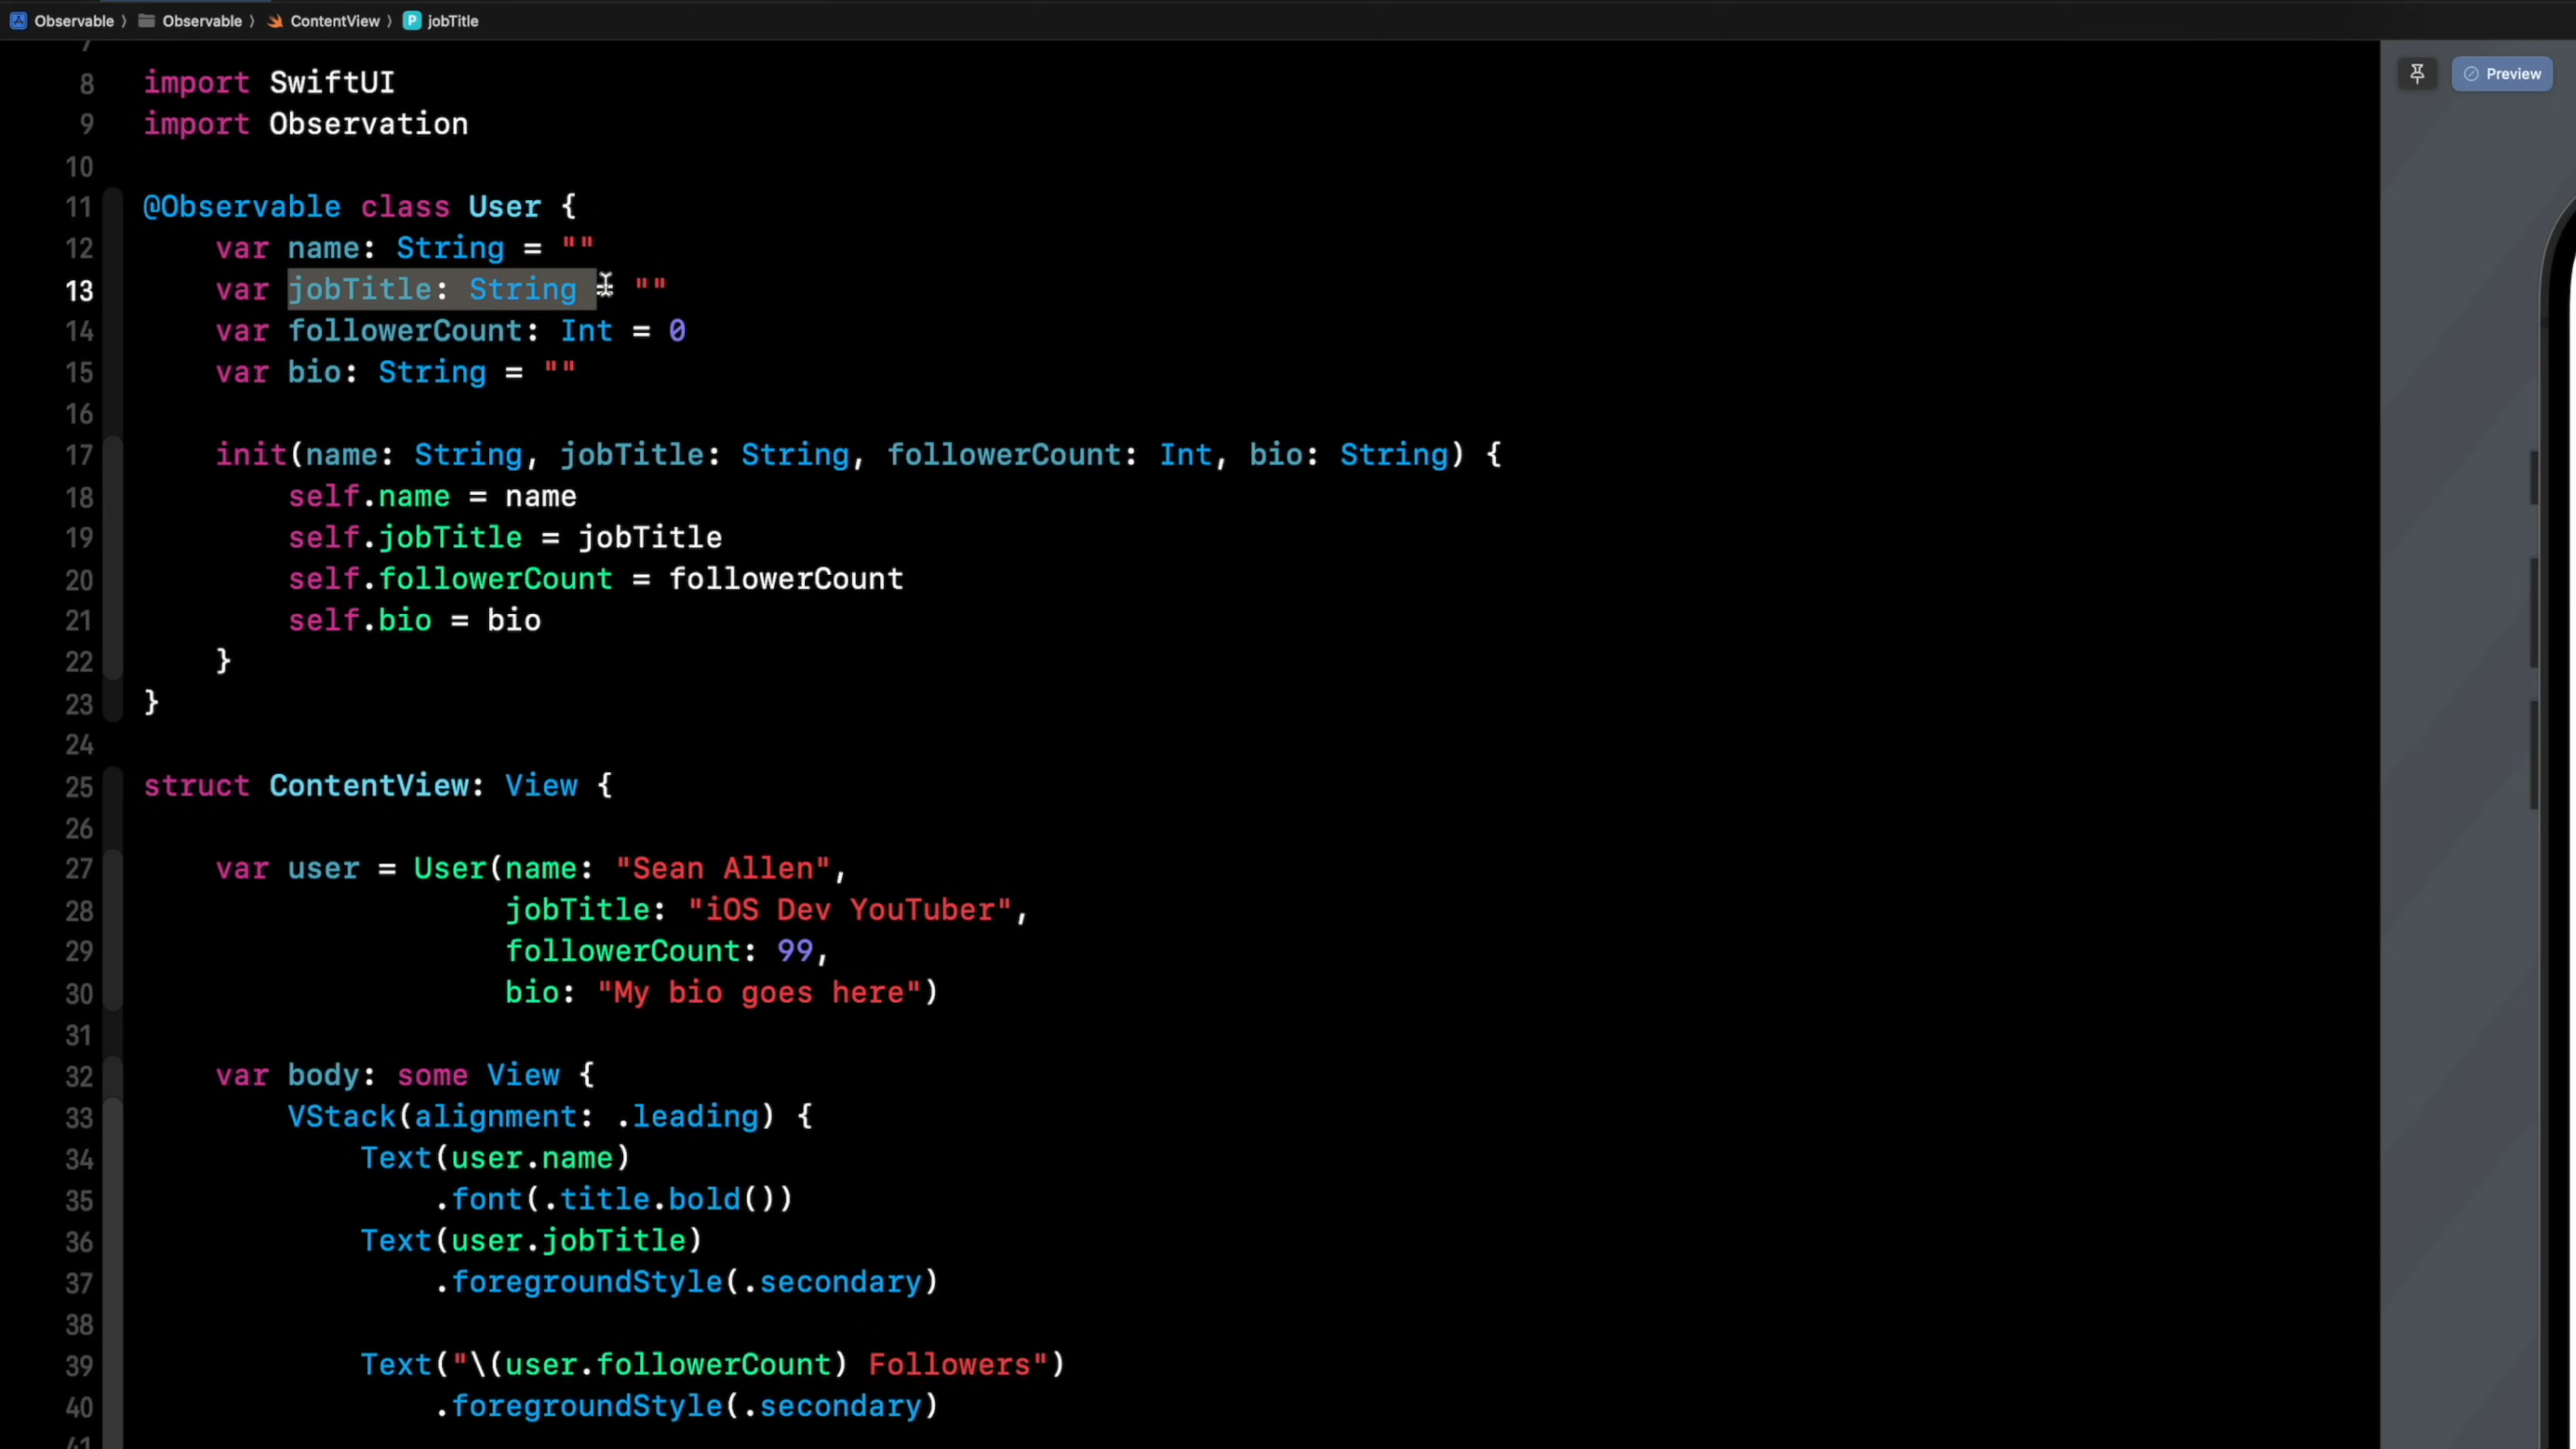 Observable 〉 Observable 〉 ContentView 〉 P jobTitle
Preview
7
8 import SwiftUI
9 import Observation
10
11 @Observable class User {
12 var name: String = ""
13 var jobTitle: String = ""
14 var followerCount: Int = 0
15 var bio: String = ""
16
17 init(name: String, jobTitle: String, followerCount: Int, bio: String) {
18 self.name = name
19 self.jobTitle = jobTitle
20 self.followerCount = followerCount
21 self.bio = bio
22 }
23 }
24
25 struct ContentView: View {
26
27 var user = User(name: "Sean Allen",
28 jobTitle: "iOS Dev YouTuber",
29 followerCount: 99,
30 bio: "My bio goes here")
31
32 var body: some View {
33 VStack(alignment: .leading) {
34 Text(user.name)
35 .font(.title.bold())
36 Text(user.jobTitle)
37 .foregroundStyle(.secondary)
38
39 Text("\(user.followerCount) Followers")
40 .foregroundStyle(.secondary)
41